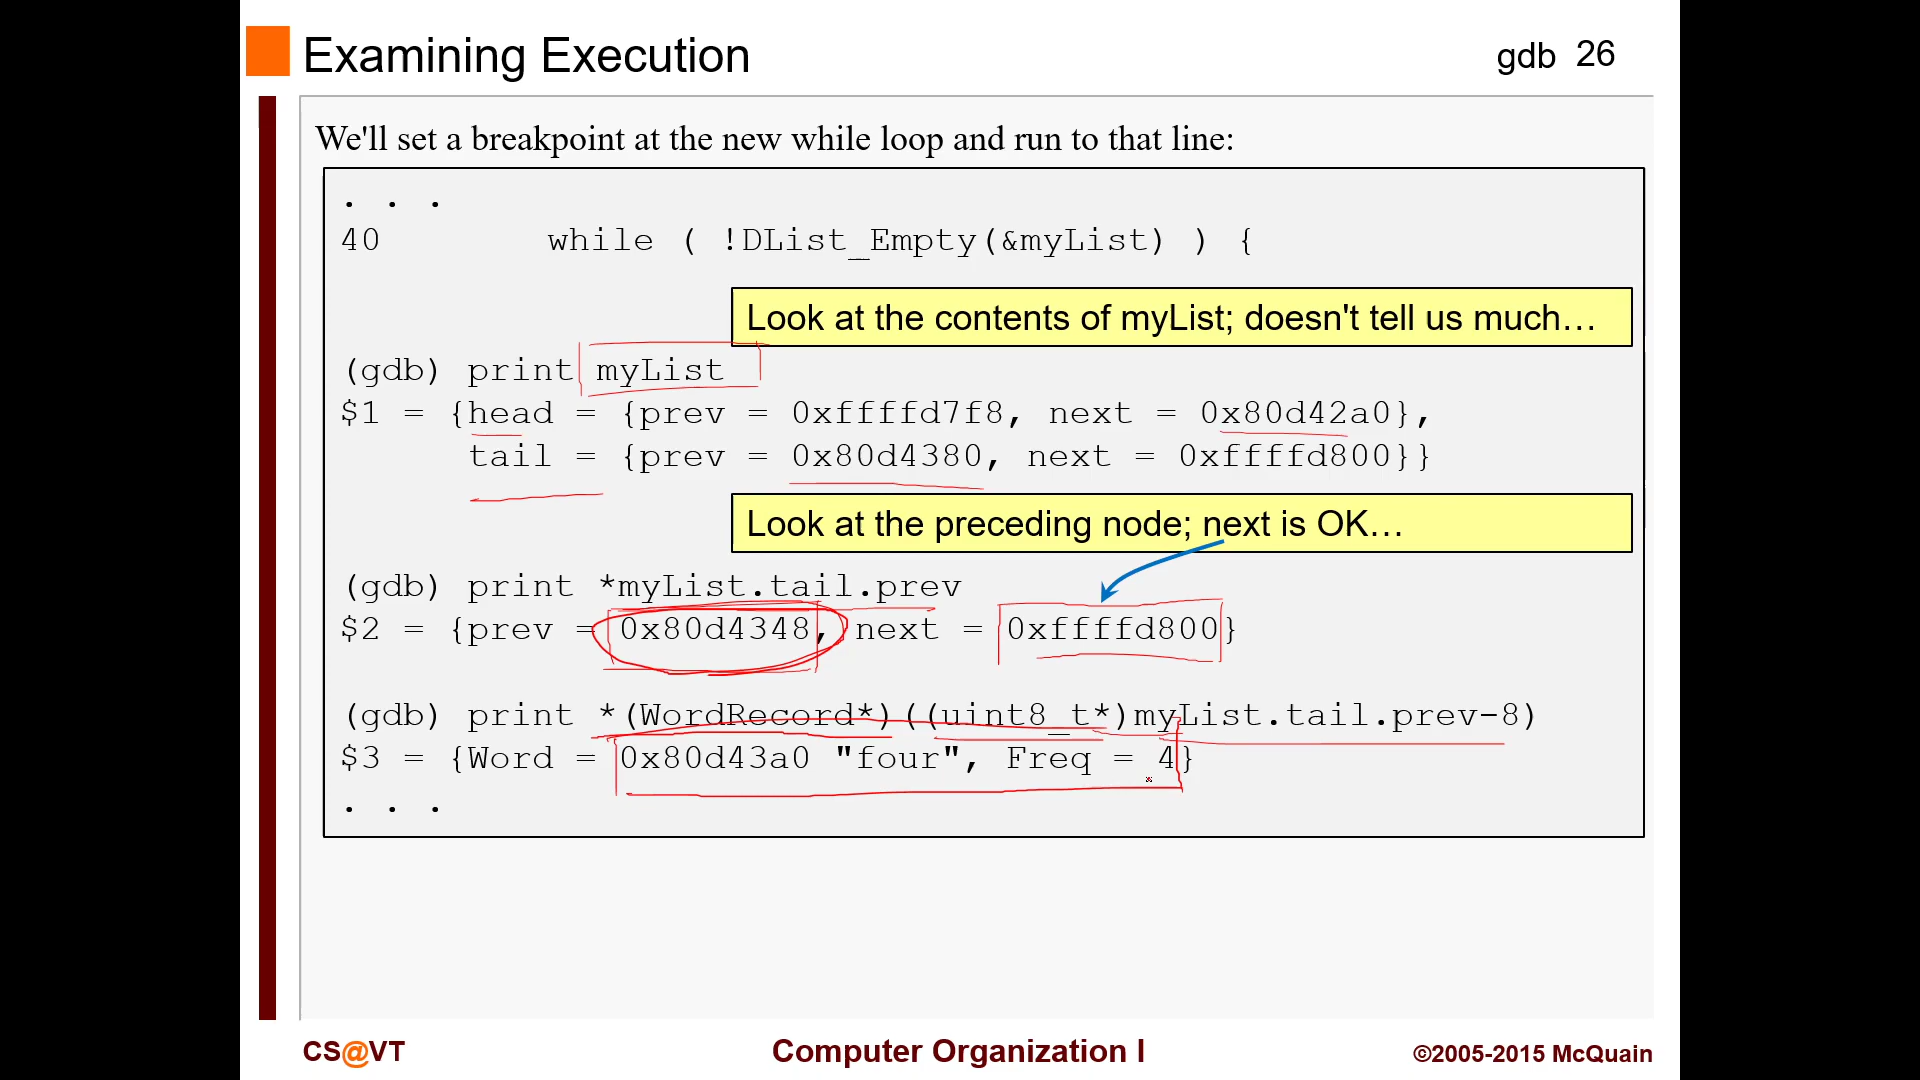 Examining Execution
gdb 26
We'll set a breakpoint at the new while loop and run to that line:
. . .
40 while ( !DList_Empty(&myList) ) {
Look at the contents of myList; doesn't tell us much…
(gdb) print myList
$1 = {head = {prev = 0xffffd7f8, next = 0x80d42a0},
tail = {prev = 0x80d4380, next = 0xffffd800}}
Look at the preceding node; next is OK…
(gdb) print *myList.tail.prev
$2 = {prev = 0x80d4348, next = 0xffffd800}
(gdb) print *(WordRecord*)((uint8_t*)myList.tail.prev-8)
$3 = {Word = 0x80d43a0 "four", Freq = 4}
. . .
CS@VT
Computer Organization I
©2005-2015 McQuain